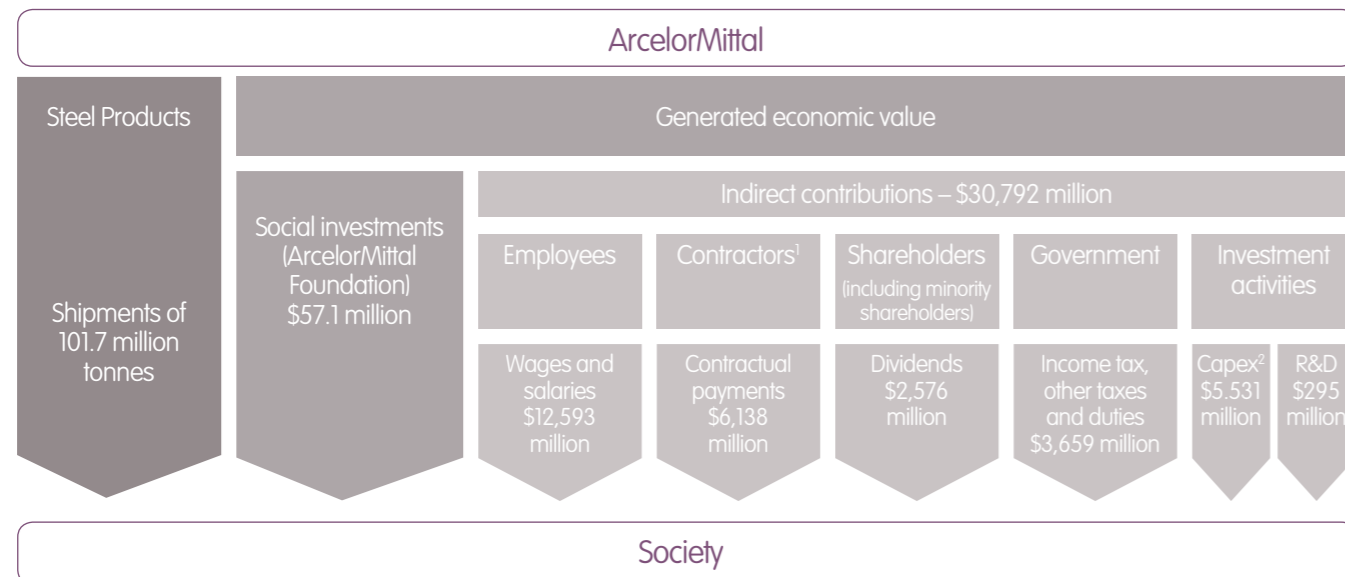 ArcelorMittal
Steel Products
Shipments of
101.7 million
tonnes
Generated economic value
Social investments
(ArcelorMittal
Foundation)
$57.1 million
Indirect contributions – $30,792 million
Employees
Wages and
salaries
$12,593
million
Contractors¹
Contractual
payments
$6,138
million
Shareholders
(including minority
shareholders)
Dividends
$2,576
million
Government
Income tax,
other taxes
and duties
$3,659 million
Investment
activities
Capex²
$5.531
million
R&D
$295
million
Society